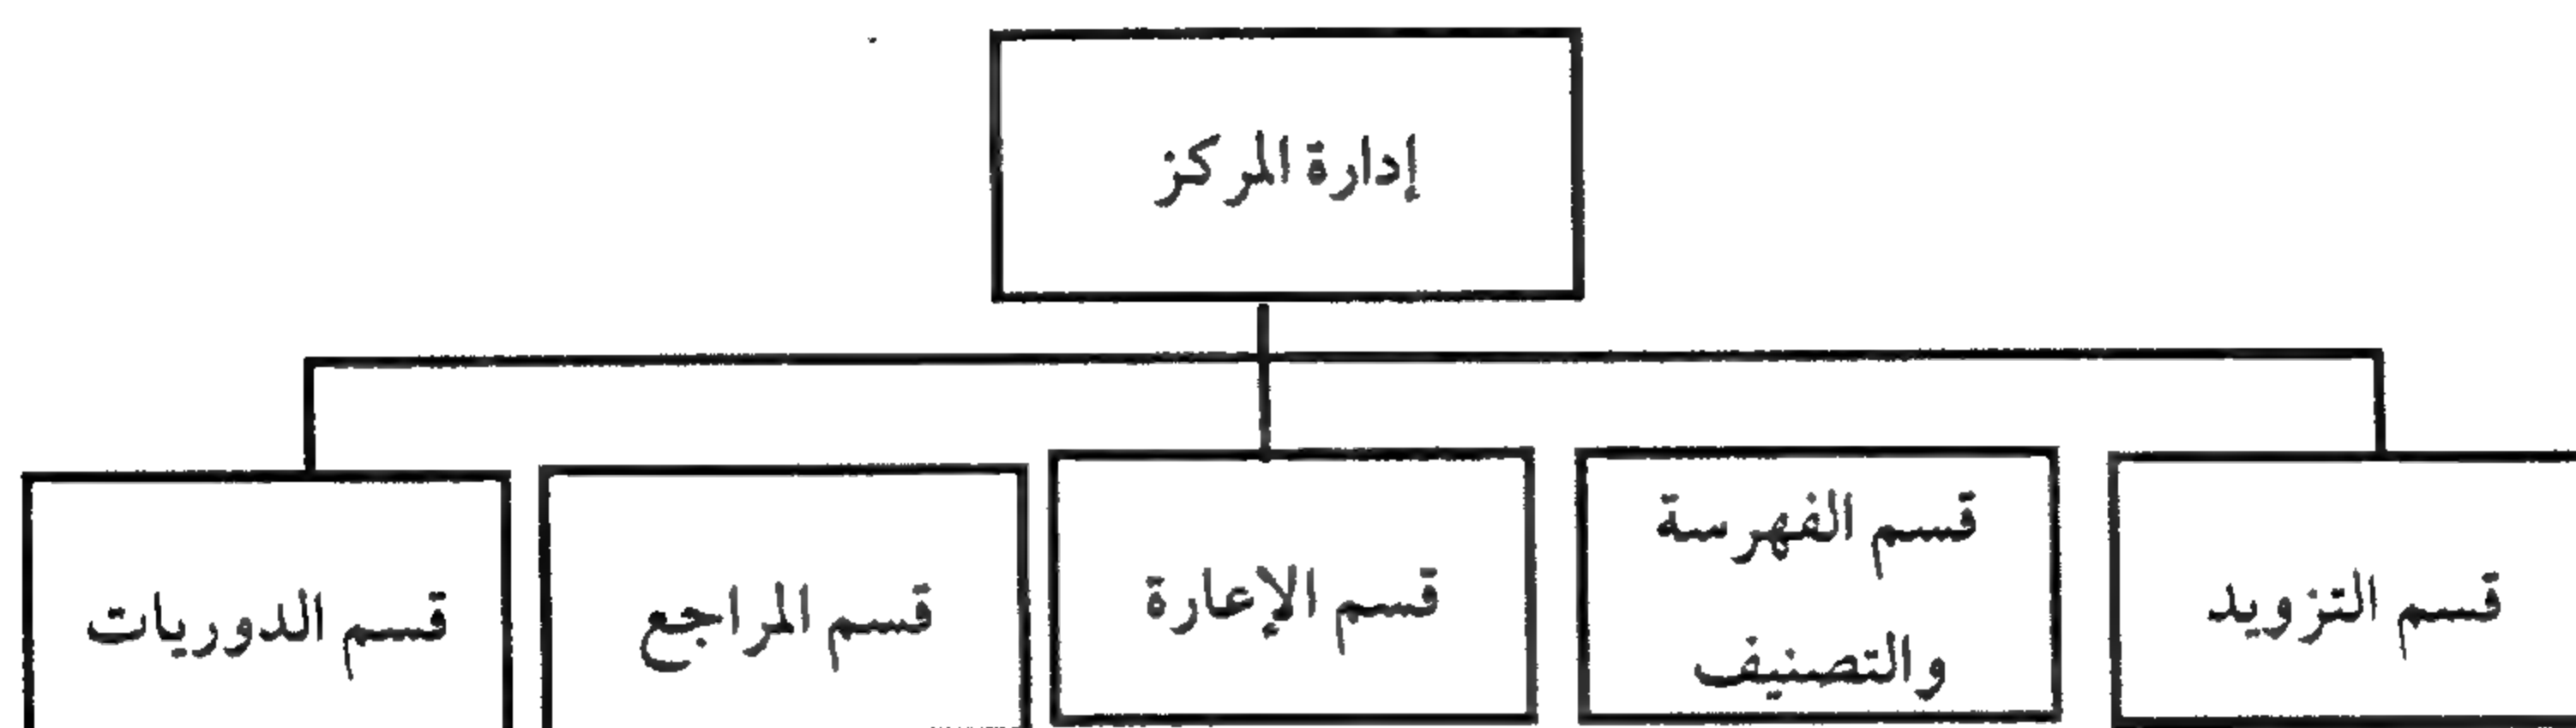 إدارة المركز
قسم التزويد
قسم الفهرسة
والتصنيف
قسم الإعارة
قسم المراجع
قسم الدوريات